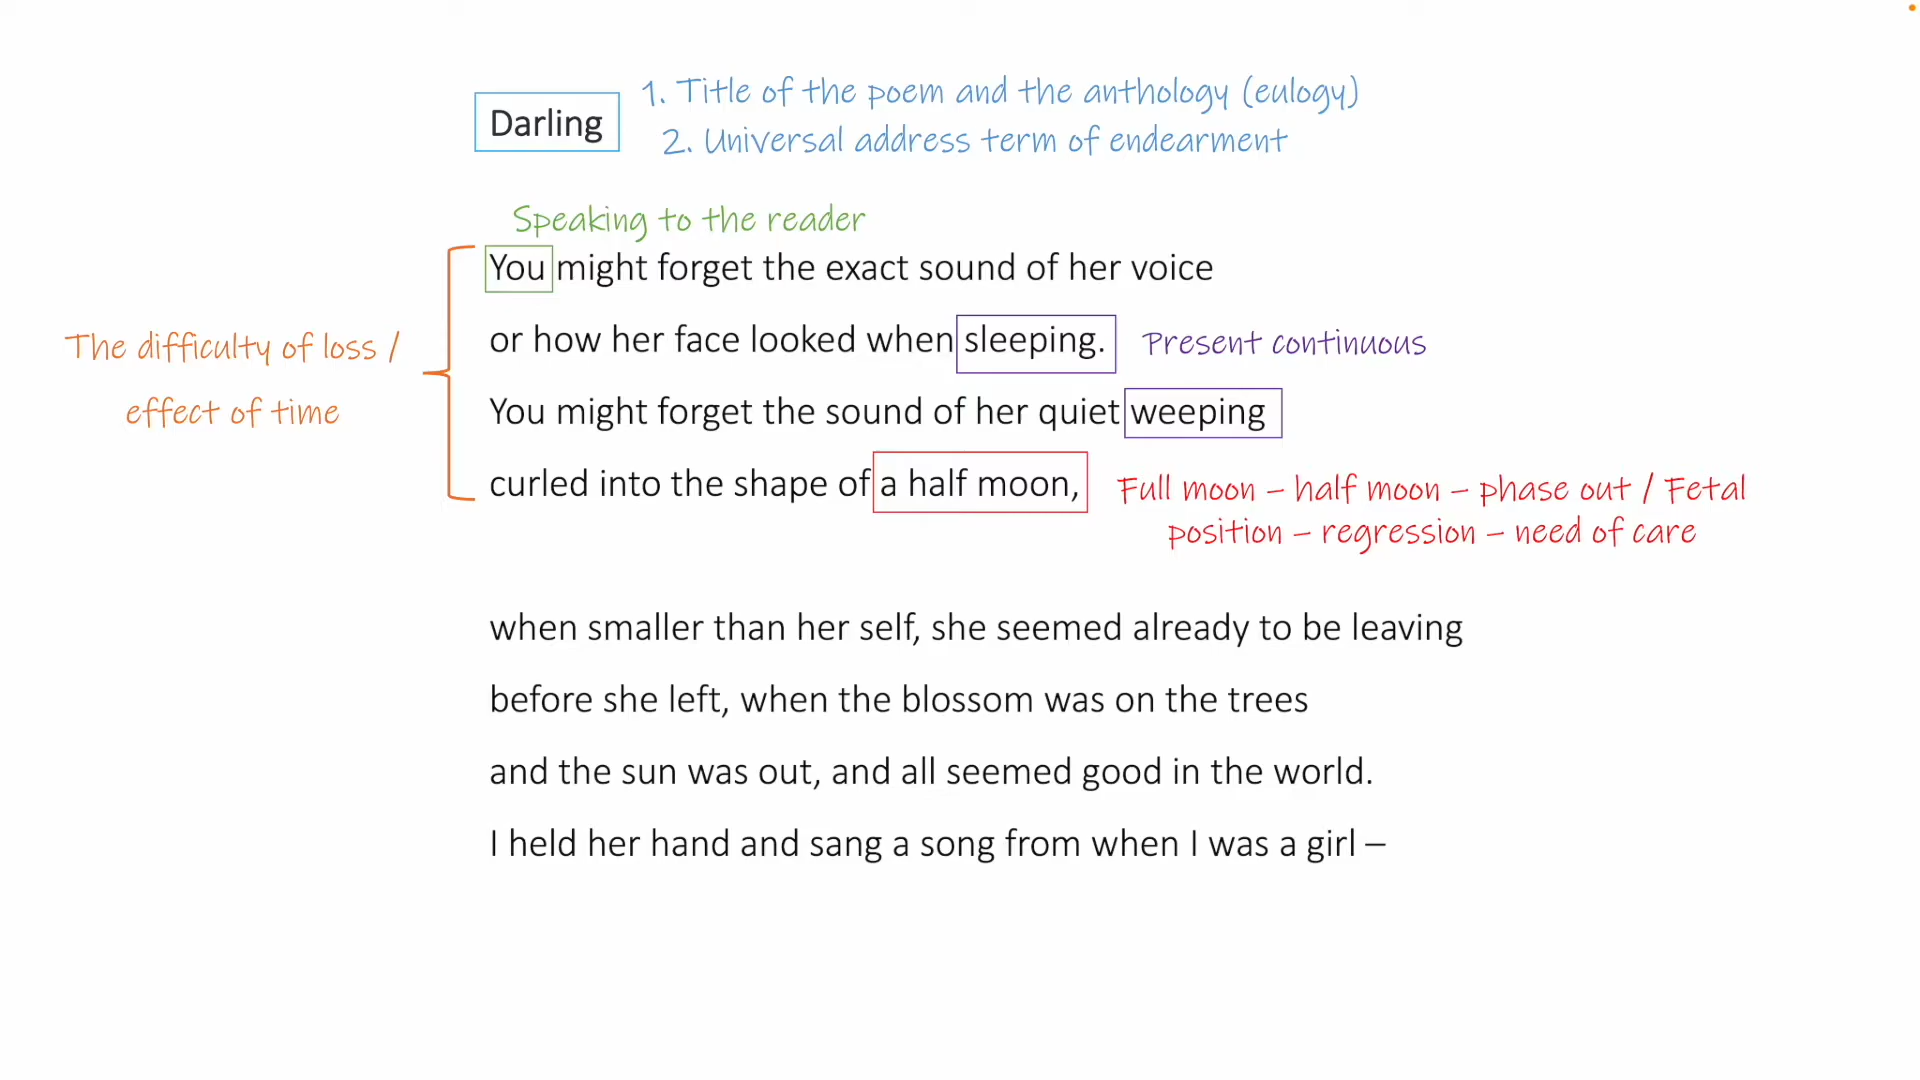 Darling
1. Title of the poem and the anthology (eulogy)
2. Universal address term of endearment
Speaking to the reader
You might forget the exact sound of her voice
or how her face looked when sleeping.
Present continuous
You might forget the sound of her quiet weeping
curled into the shape of a half moon,
The difficulty of loss /
effect of time
Full moon – half moon – phase out / Fetal
position – regression – need of care
when smaller than her self, she seemed already to be leaving
before she left, when the blossom was on the trees
and the sun was out, and all seemed good in the world.
I held her hand and sang a song from when I was a girl –